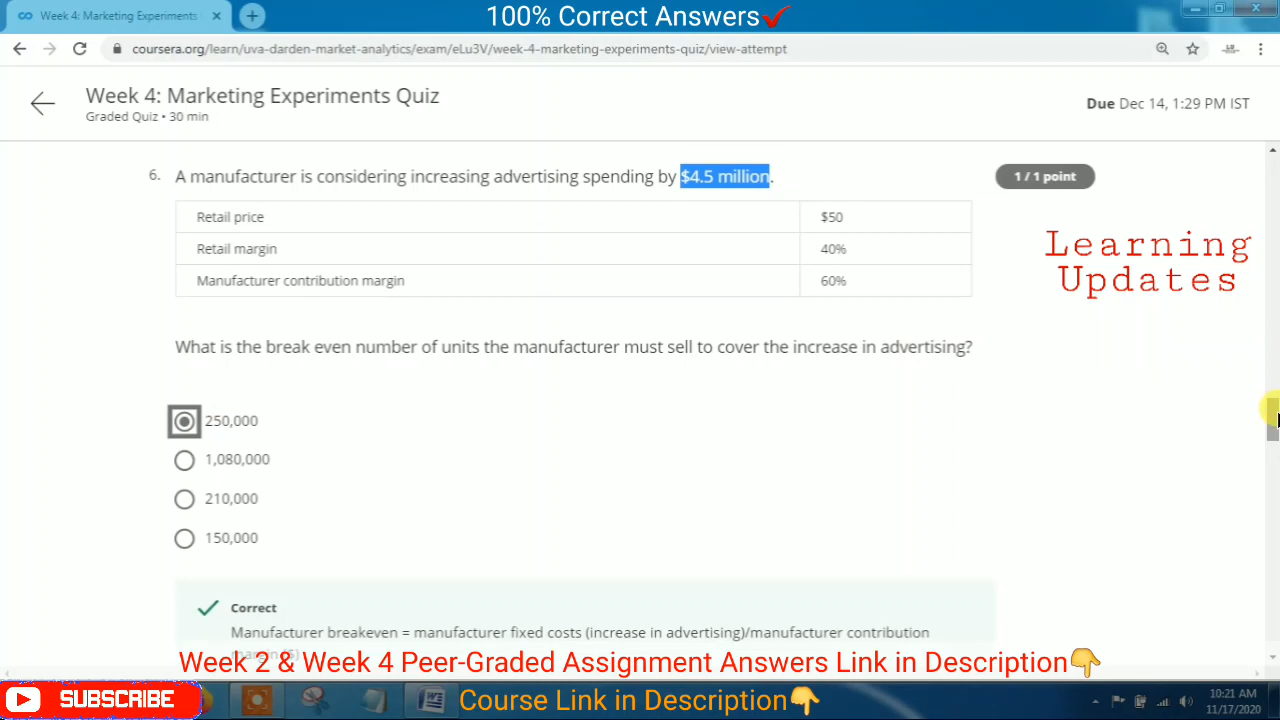 Week 4: Marketing Experiments
100% Correct Answers
coursera.org/learn/uva-darden-market-analytics/exam/eLu3V/week-4-marketing-experiments-quiz/view-attempt
Week 4: Marketing Experiments Quiz
Graded Quiz • 30 min
Due Dec 14, 1:29 PM IST
6. A manufacturer is considering increasing advertising spending by $4.5 million.
1 / 1 point
Retail price $50
Retail margin 40%
Manufacturer contribution margin 60%
Learning
Updates
What is the break even number of units the manufacturer must sell to cover the increase in advertising?
250,000
1,080,000
210,000
150,000
Correct
Manufacturer breakeven = manufacturer fixed costs (increase in advertising)/manufacturer contribution
Week 2 & Week 4 Peer-Graded Assignment Answers Link in Description
SUBSCRIBE
Course Link in Description
10:21 AM
11/17/2020